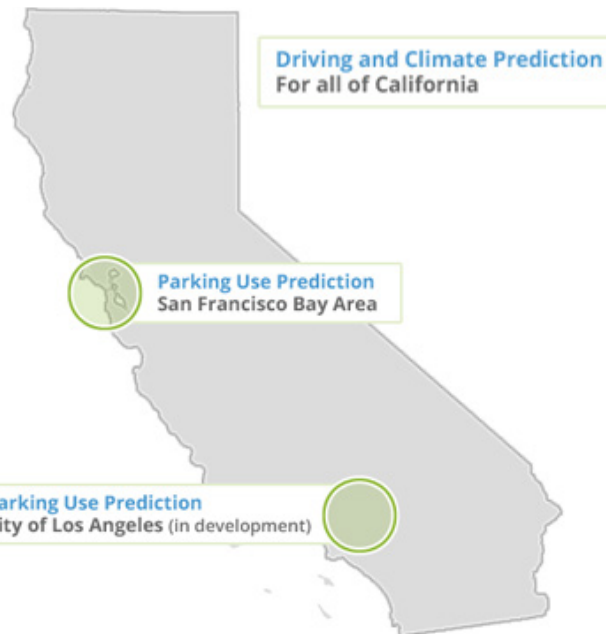 Driving and Climate Prediction
For all of California
Parking Use Prediction
San Francisco Bay Area
arking Use Prediction
ity of Los Angeles (in development)